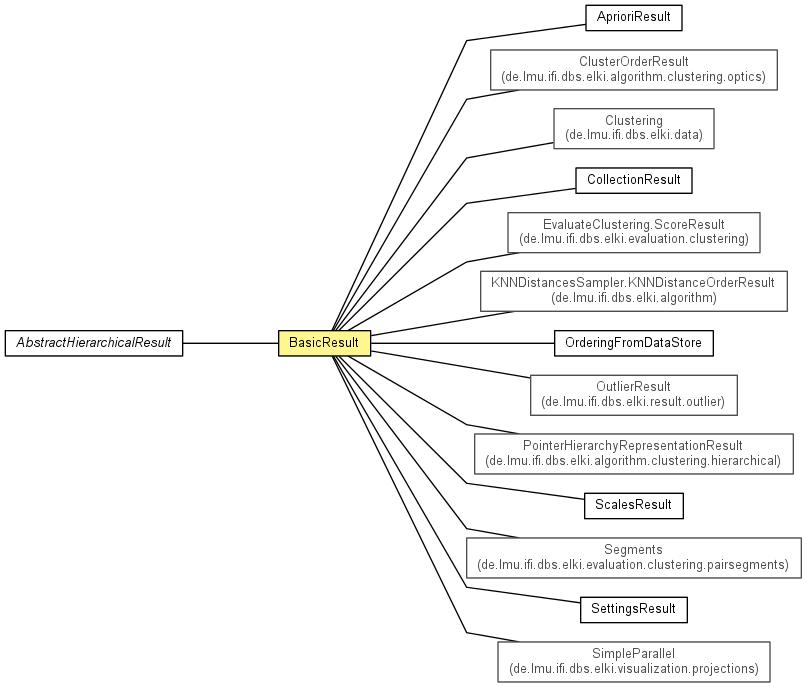 AprioriResult
ClusterOrderResult
(de.lmu.ifi.dbs.elki.algorithm.clustering.optics)
Clustering
(de.lmu.ifi.dbs.elki.data)
CollectionResult
EvaluateClustering.ScoreResult
(de.lmu.ifi.dbs.elki.evaluation.clustering)
KNNDistancesSampler.KNNDistanceOrderResult
(de.lmu.ifi.dbs.elki.algorithm)
AbstractHierarchicalResult
BasicResult
OrderingFromDataStore
OutlierResult
(de.lmu.ifi.dbs.elki.result.outlier)
PointerHierarchyRepresentationResult
(de.lmu.ifi.dbs.elki.algorithm.clustering.hierarchical)
ScalesResult
Segments
(de.lmu.ifi.dbs.elki.evaluation.clustering.pairsegments)
SettingsResult
SimpleParallel
(de.lmu.ifi.dbs.elki.visualization.projections)